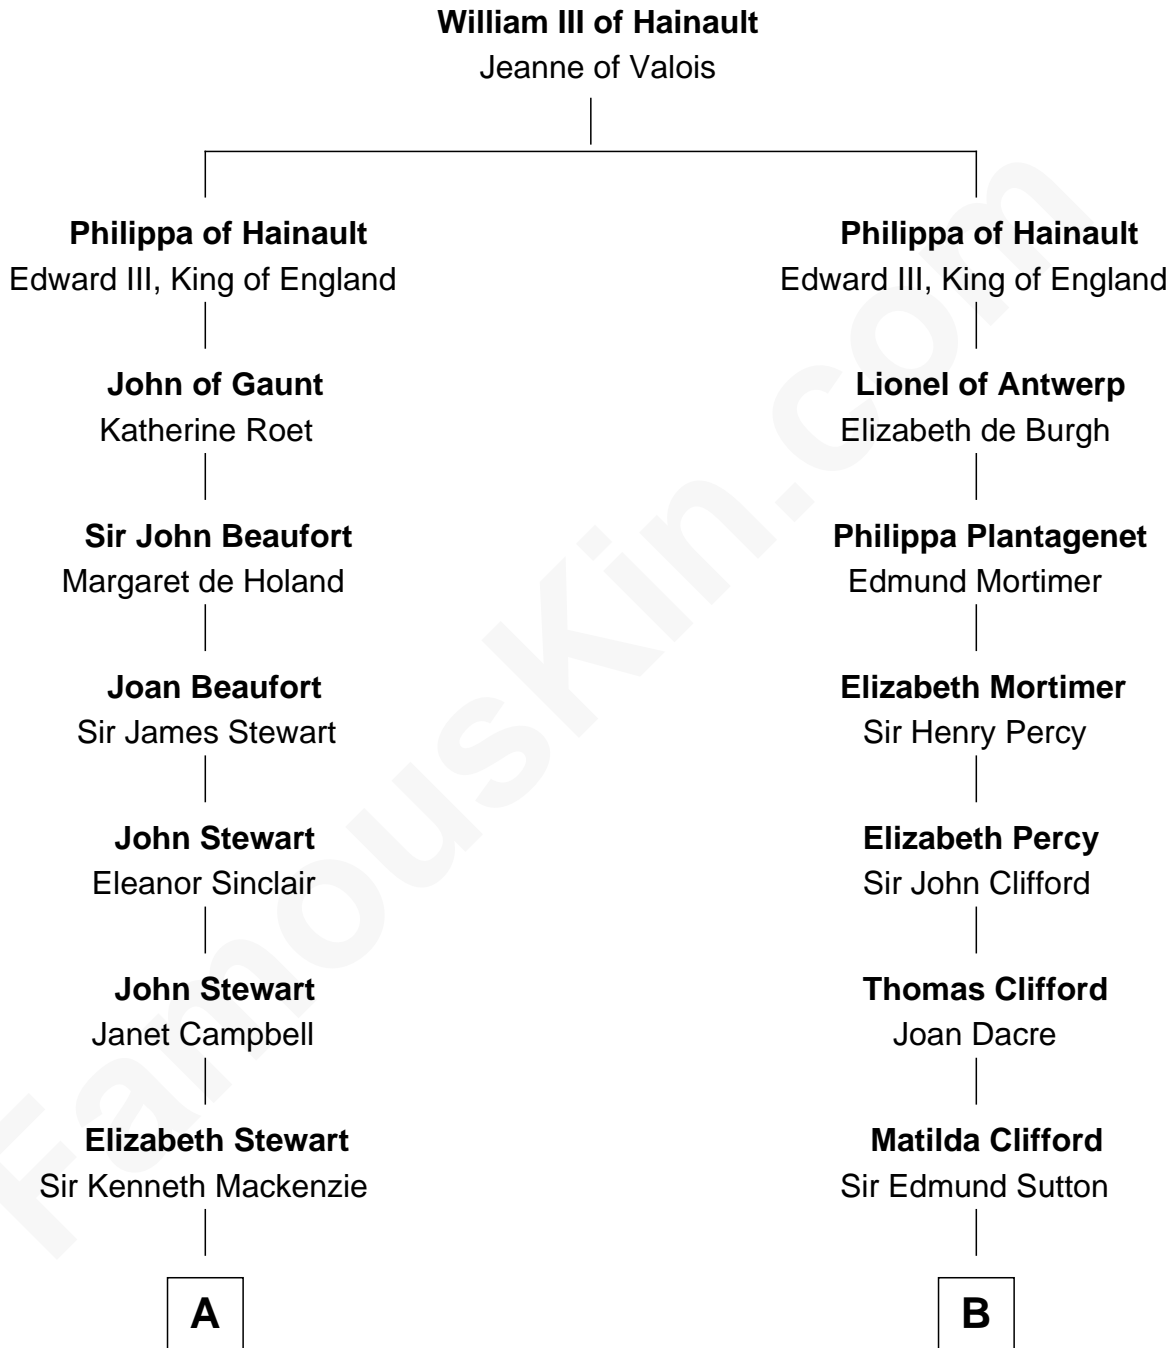 William III of Hainault
Jeanne of Valois
Philippa of Hainault
Edward III, King of England
John of Gaunt
Katherine Roet
Sir John Beaufort
Margaret de Holand
Joan Beaufort
Sir James Stewart
John Stewart
Eleanor Sinclair
John Stewart
Janet Campbell
Elizabeth Stewart
Sir Kenneth Mackenzie
A
Philippa of Hainault
Edward III, King of England
Lionel of Antwerp
Elizabeth de Burgh
Philippa Plantagenet
Edmund Mortimer
Elizabeth Mortimer
Sir Henry Percy
Elizabeth Percy
Sir John Clifford
Thomas Clifford
Joan Dacre
Matilda Clifford
Sir Edmund Sutton
B
FamousKin.com